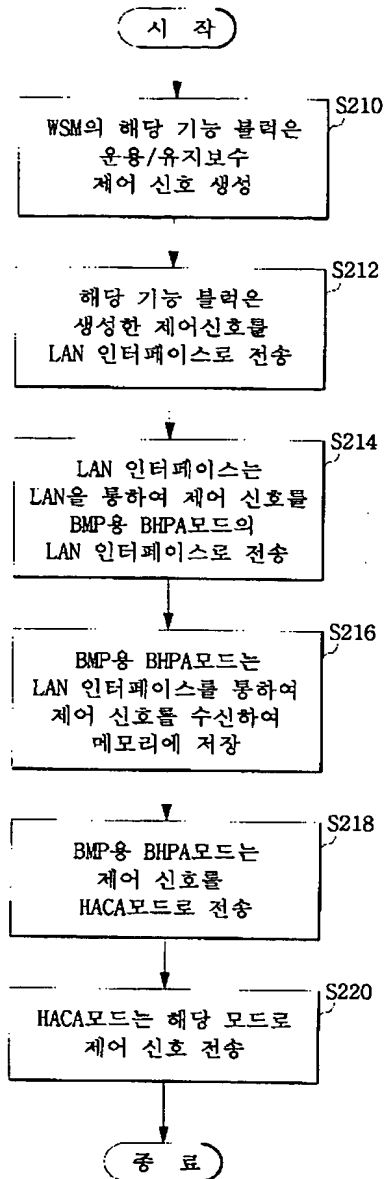 시 작
S210
WSM의 해당 기능 블럭은
운용/유지보수
제어 신호 생성
S212
해당 기능 블럭은
생성한 제어신호를
LAN 인터페이스로 전송
S214
LAN 인터페이스는
LAN을 통하여 제어 신호를
BMP용 BHPA모드의
LAN 인터페이스로 전송
S216
BMP용 BHPA모드는
LAN 인터페이스를 통하여
제어 신호를 수신하여
메모리에 저장
S218
BMP용 BHPA모드는
제어 신호를
HACA모드로 전송
S220
HACA모드는 해당 모드로
제어 신호 전송
종 료